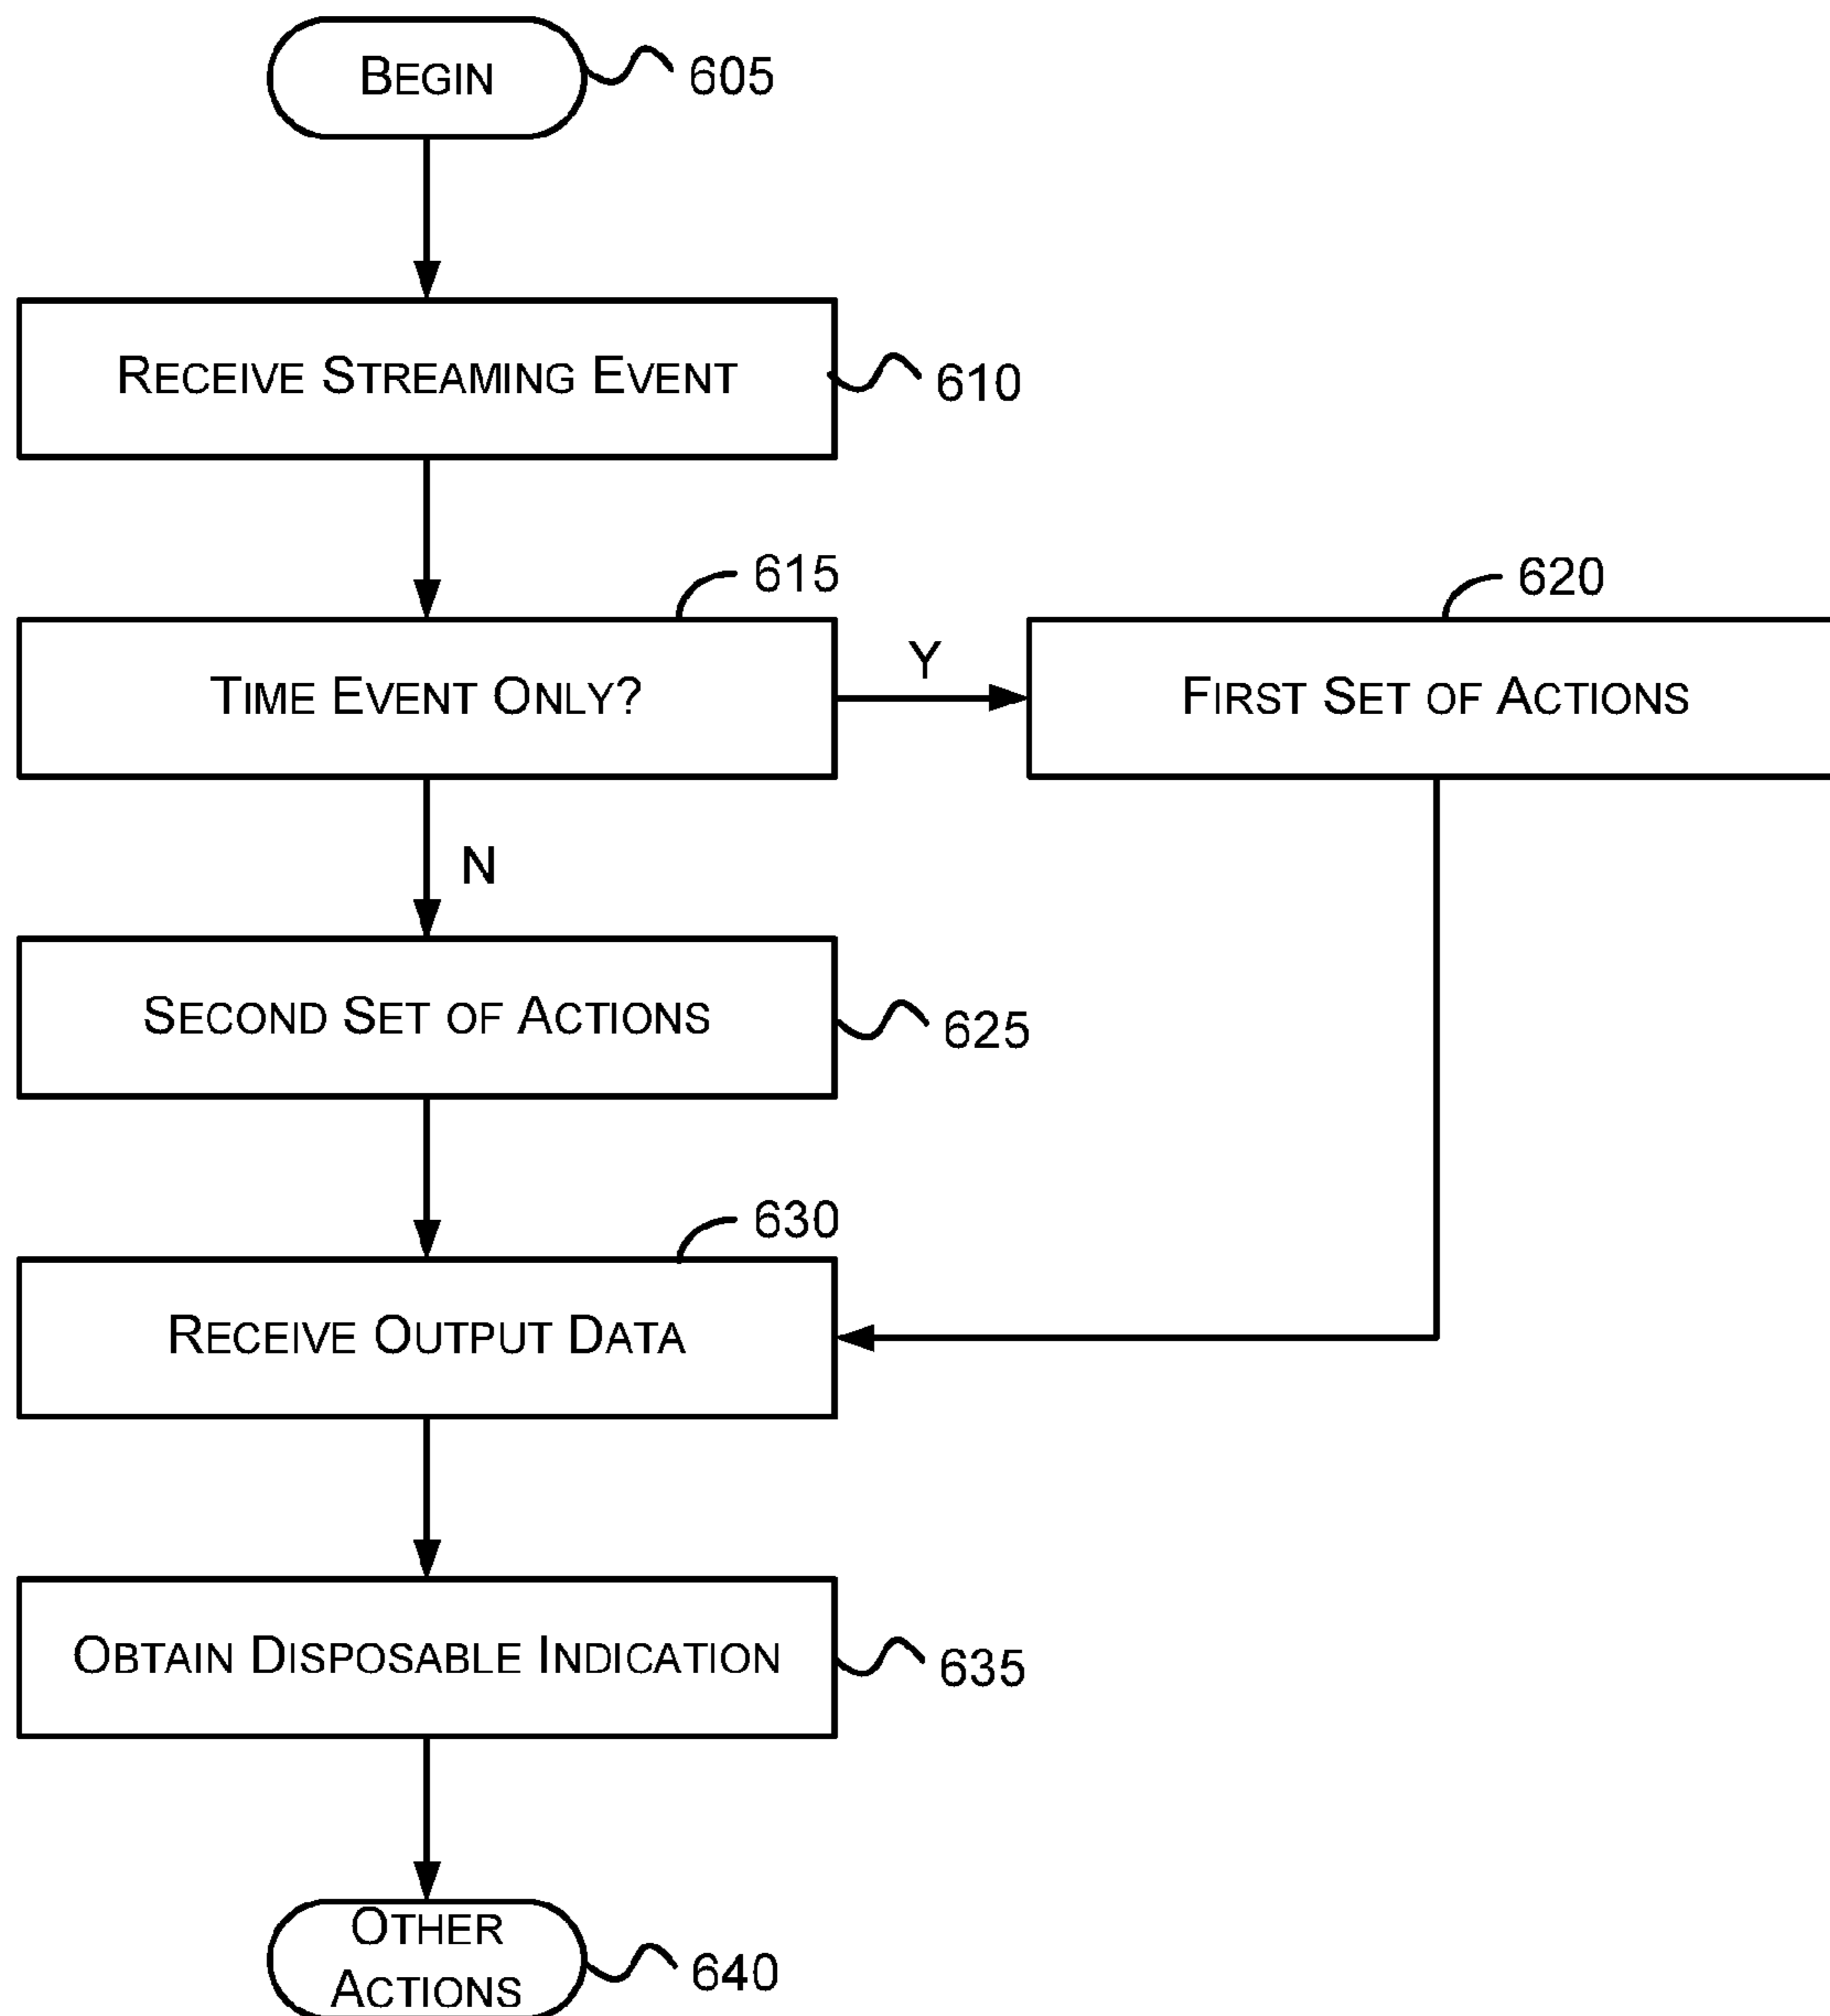 BEGIN
605
RECEIVE STREAMING EVENT
610
615
620
TIME EVENT ONLY?
Y
FIRST SET OF ACTIONS
N
SECOND SET OF ACTIONS
625
630
RECEIVE OUTPUT DATA
OBTAIN DISPOSABLE INDICATION
635
OTHER
ACTIONS
640